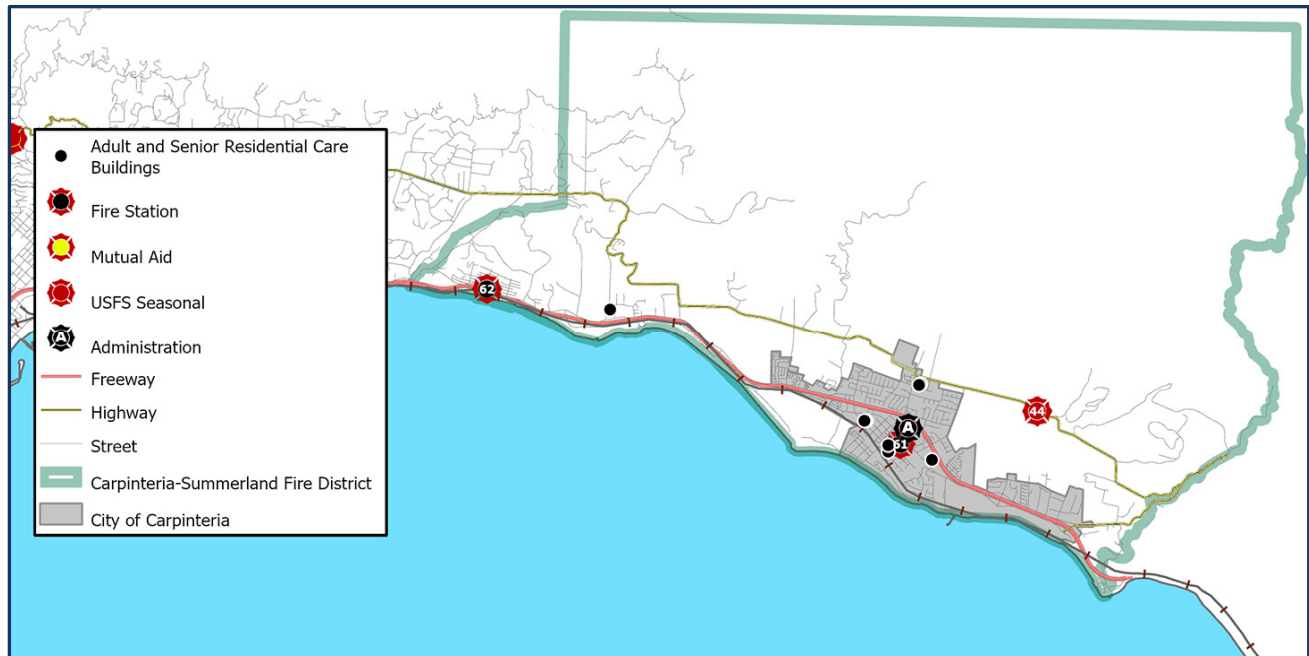 Adult and Senior Residential Care
Buildings
Fire Station
Mutual Aid
USFS Seasonal
A
Administration
Freeway
Highway
Street
Carpinteria-Summerland Fire District
City of Carpinteria
62
44
A
61